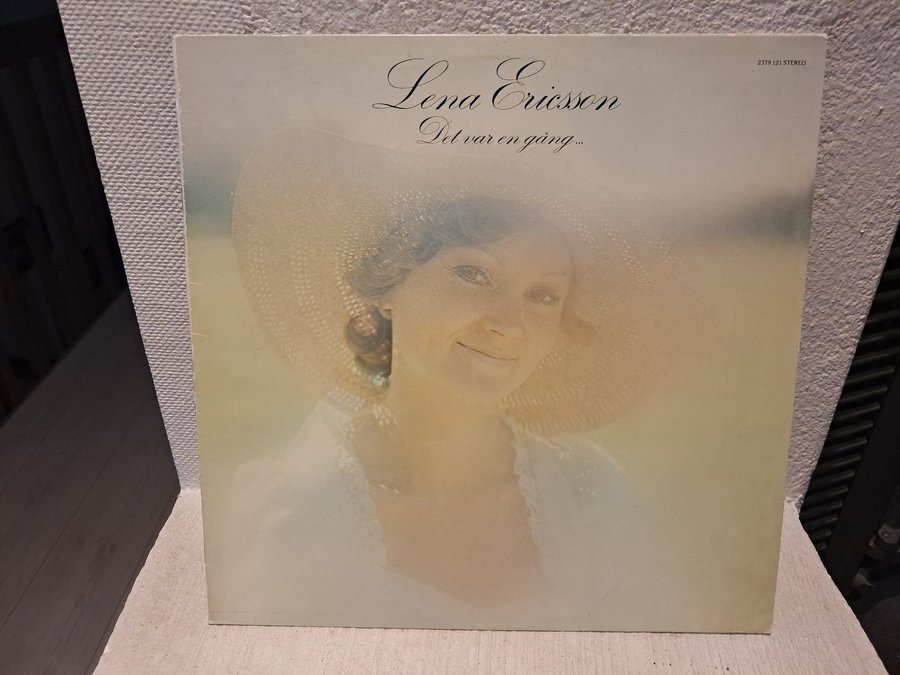 2379 121 STEREO
Lena Ericsson
Det var en gång...